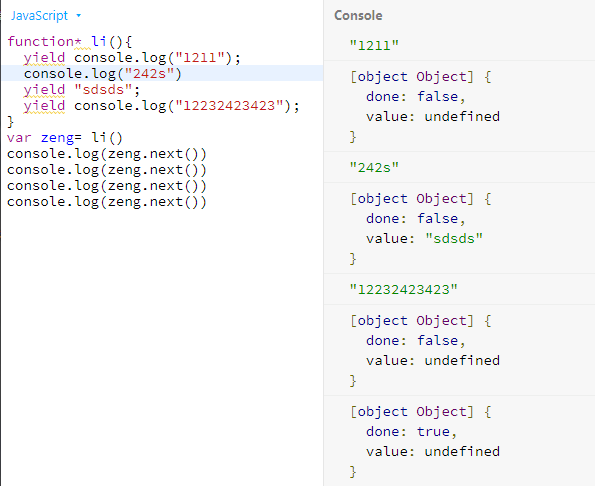 JavaScript
function* li(){
  yield console.log("1211");
  console.log("242s")
  yield "sdsds";
  yield console.log("12232423423");
}
var zeng= li()
console.log(zeng.next())
console.log(zeng.next())
console.log(zeng.next())
console.log(zeng.next())
Console
"1211"
[object Object] {
  done: false,
  value: undefined
}
"242s"
[object Object] {
  done: false,
  value: "sdsds"
}
"12232423423"
[object Object] {
  done: false,
  value: undefined
}
[object Object] {
  done: true,
  value: undefined
}